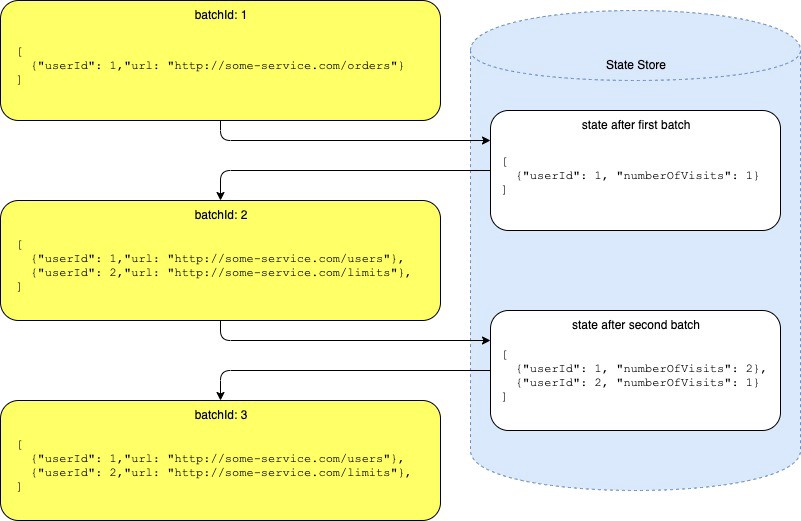 batchId: 1
[
{"userId": 1,"url: "http://some-service.com/orders"}
]
State Store
state after first batch
[
{"userId": 1, "numberOfVisits": 1}
]
batchId: 2
[
{"userId": 1,"url: "http://some-service.com/users"},
{"userId": 2,"url: "http://some-service.com/limits"},
]
state after second batch
[
{"userId": 1, "numberOfVisits": 2},
{"userId": 2, "numberOfVisits": 1}
]
batchId: 3
[
{"userId": 1,"url: "http://some-service.com/users"},
{"userId": 2,"url: "http://some-service.com/limits"},
]